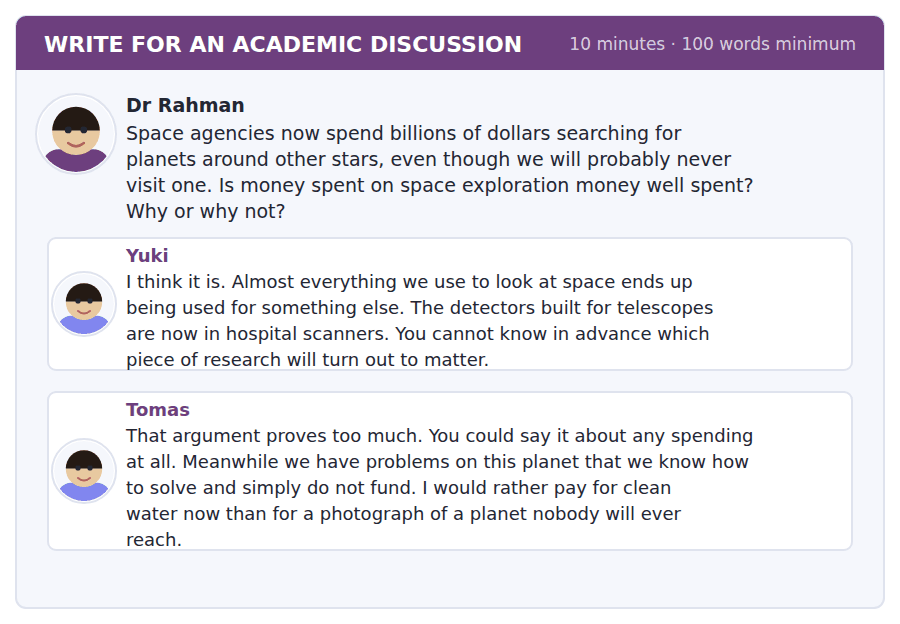 WRITE FOR AN ACADEMIC DISCUSSION
10 minutes · 100 words minimum
Dr Rahman
Space agencies now spend billions of dollars searching for
planets around other stars, even though we will probably never
visit one. Is money spent on space exploration money well spent?
Why or why not?
Yuki
I think it is. Almost everything we use to look at space ends up
being used for something else. The detectors built for telescopes
are now in hospital scanners. You cannot know in advance which
piece of research will turn out to matter.
Tomas
That argument proves too much. You could say it about any spending
at all. Meanwhile we have problems on this planet that we know how
to solve and simply do not fund. I would rather pay for clean
water now than for a photograph of a planet nobody will ever
reach.